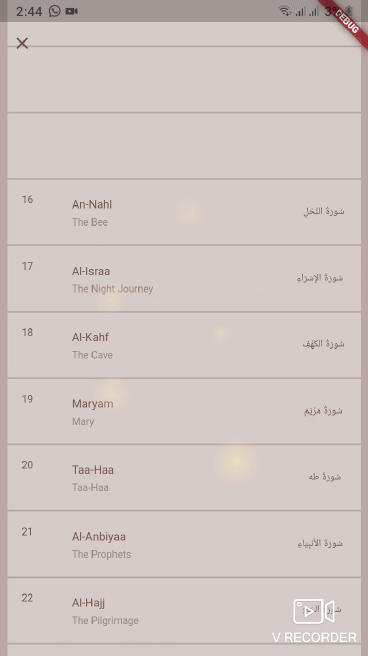 2:44
3%
DEBUG
×
16
An-Nahl
The Bee
سُورَةُ النَّحۡلِ
17
Al-Israa
The Night Journey
سُورَةُ الإِسۡرَاءِ
18
Al-Kahf
The Cave
سُورَةُ الكَهۡفِ
19
Maryam
Mary
سُورَةُ مَرۡيَمَ
20
Taa-Haa
Taa-Haa
سُورَةُ طه
21
Al-Anbiyaa
The Prophets
سُورَةُ الأَنبِيَاءِ
22
Al-Hajj
The Pilgrimage
V RECORDER